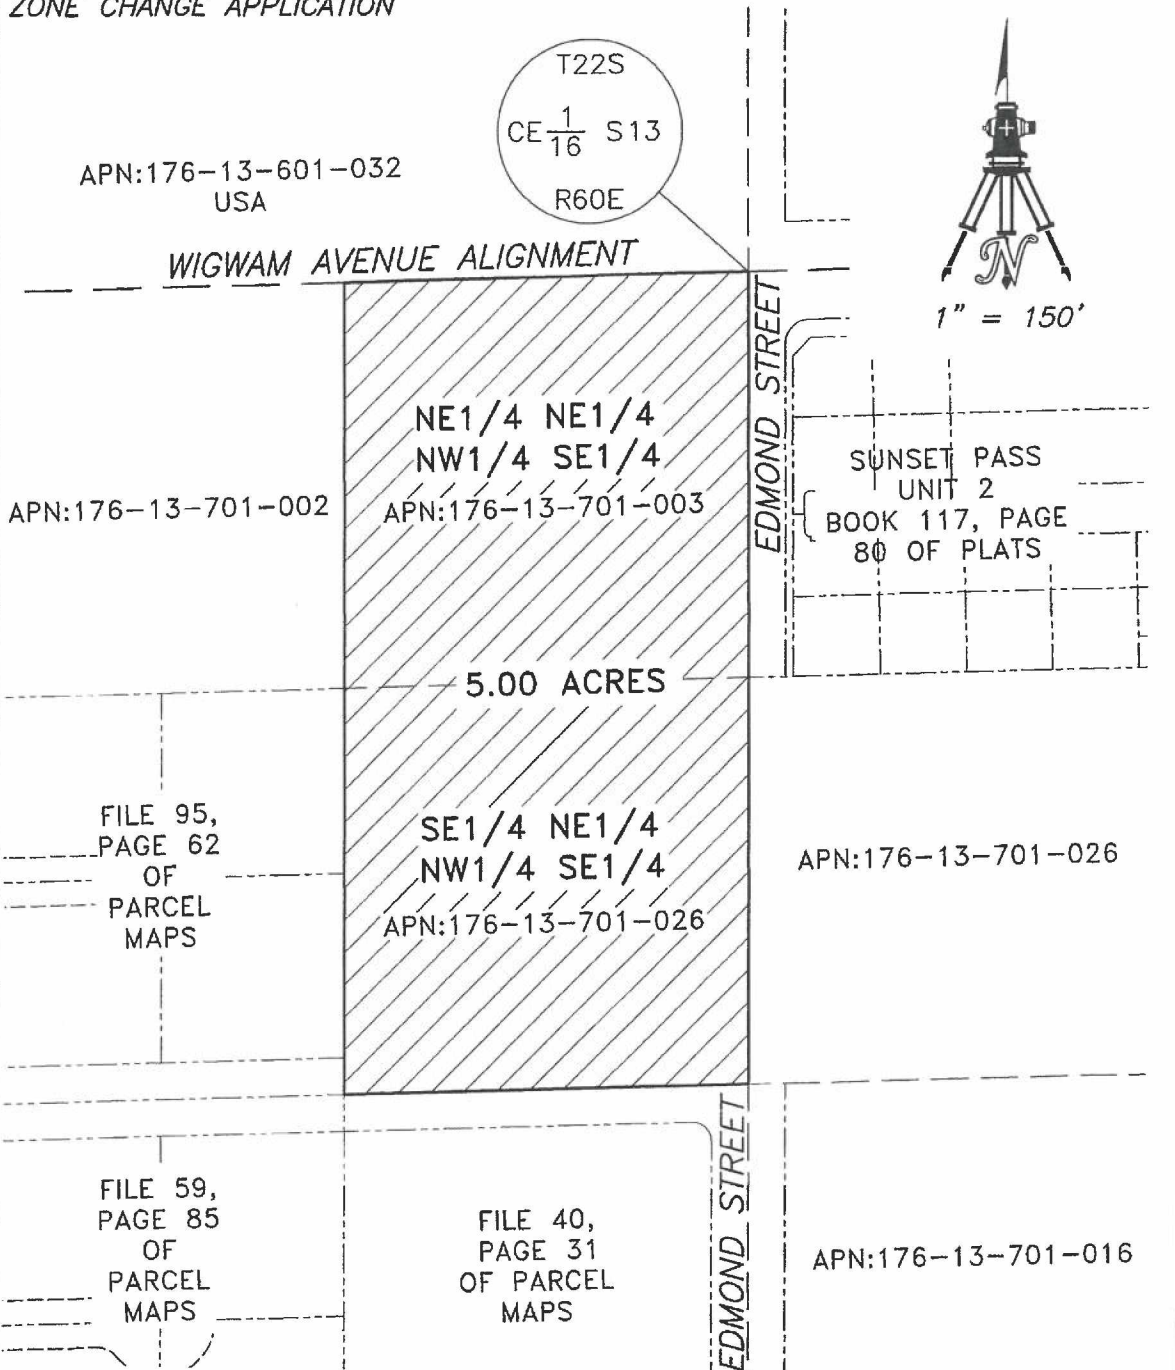 ZONE CHANGE APPLICATION
T22S
CE 1/16 S13
R60E
APN:176-13-601-032
USA
WIGWAM AVENUE ALIGNMENT
N
1" = 150'
EDMOND STREET
NE1/4 NE1/4
NW1/4 SE1/4
APN:176-13-701-003
APN:176-13-701-002
SUNSET PASS
UNIT 2
BOOK 117, PAGE
80 OF PLATS
5.00 ACRES
FILE 95,
PAGE 62
OF
PARCEL
MAPS
SE1/4 NE1/4
NW1/4 SE1/4
APN:176-13-701-026
APN:176-13-701-026
FILE 59,
PAGE 85
OF
PARCEL
MAPS
FILE 40,
PAGE 31
OF PARCEL
MAPS
EDMOND STREET
APN:176-13-701-016